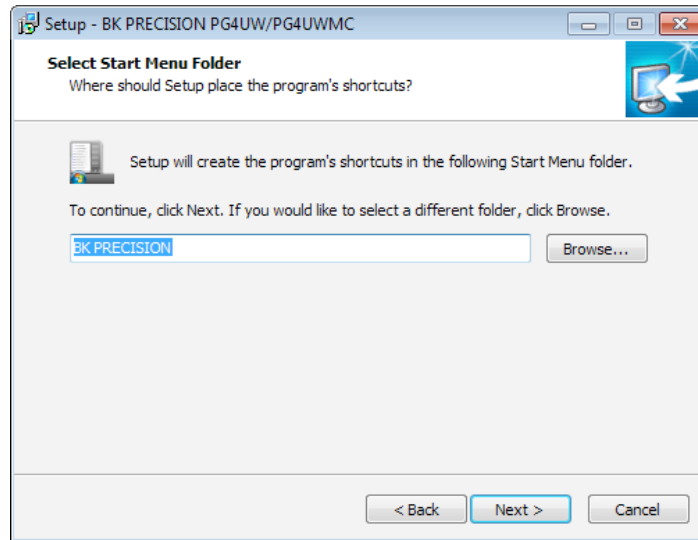 Setup - BK PRECISION PG4UW/PG4UWMC
Select Start Menu Folder
Where should Setup place the program's shortcuts?
Setup will create the program's shortcuts in the following Start Menu folder.
To continue, click Next. If you would like to select a different folder, click Browse.
BK PRECISION
Browse...
< Back
Next >
Cancel